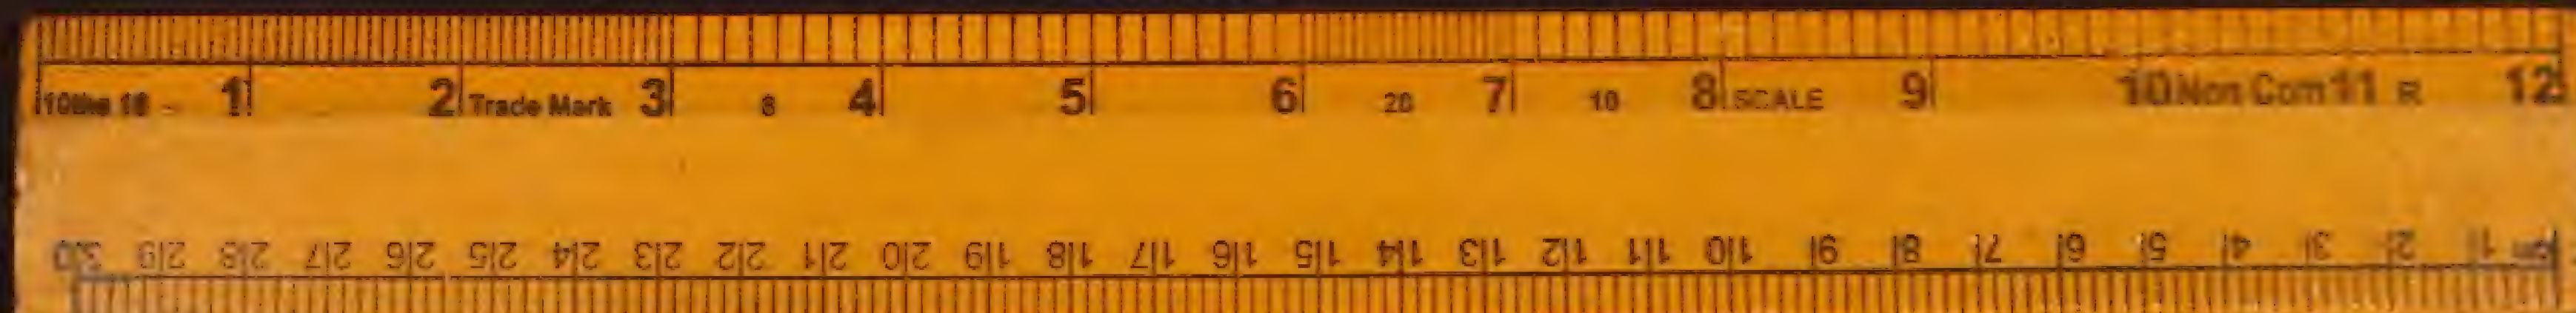 10ths 16 1 2 Trade Mark 3 8 4 5 6 20 7 10 8 SCALE 9 10 Non Com 11 R 12
cm 1 2 3 4 5 6 7 8 9 10 11 12 13 14 15 16 17 18 19 20 21 22 23 24 25 26 27 28 29 30